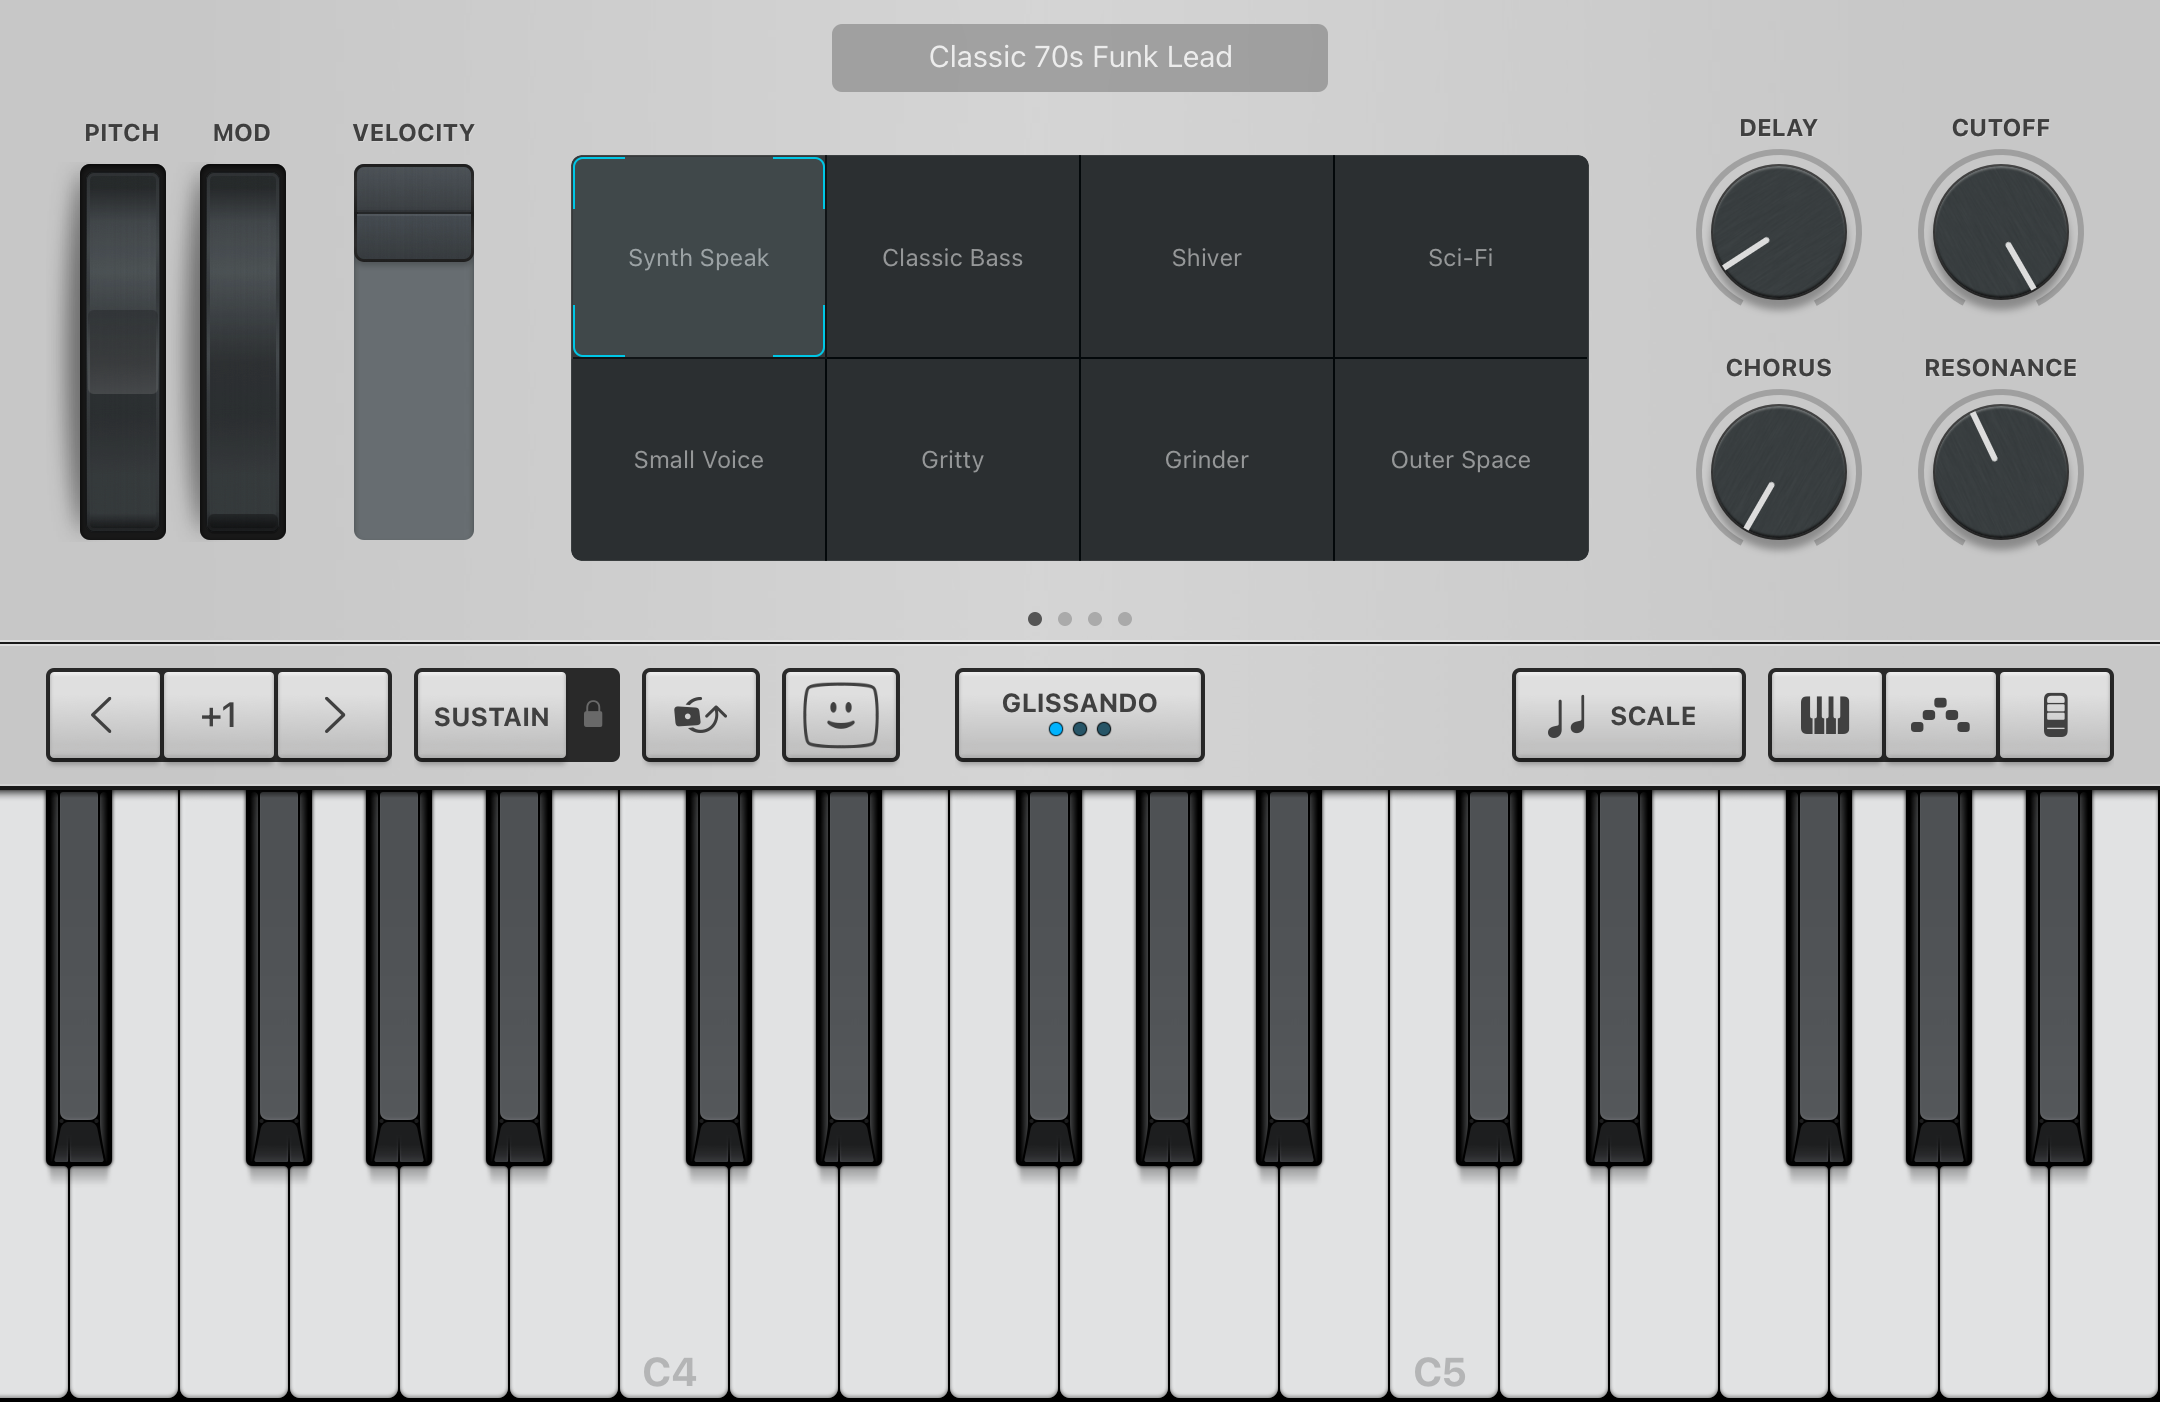 Classic 70s Funk Lead
PITCH MOD VELOCITY
DELAY CUTOFF
Synth Speak Classic Bass Shiver Sci-Fi
CHORUS RESONANCE
Small Voice Gritty Grinder Outer Space
+1 SUSTAIN GLISSANDO SCALE
C4 C5